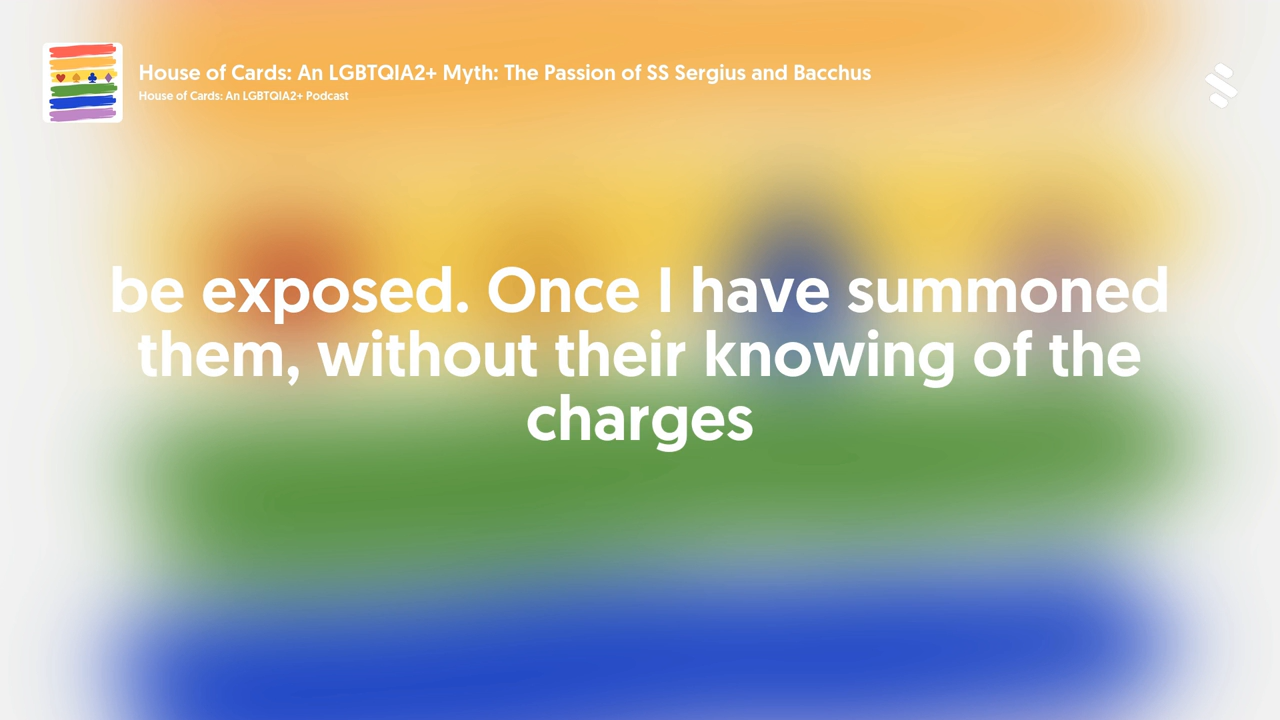 House of Cards: An LGBTQIA2+ Myth: The Passion of SS Sergius and Bacchus
House of Cards: An LGBTQIA2+ Podcast
be exposed. Once I have summoned
them, without their knowing of the
charges